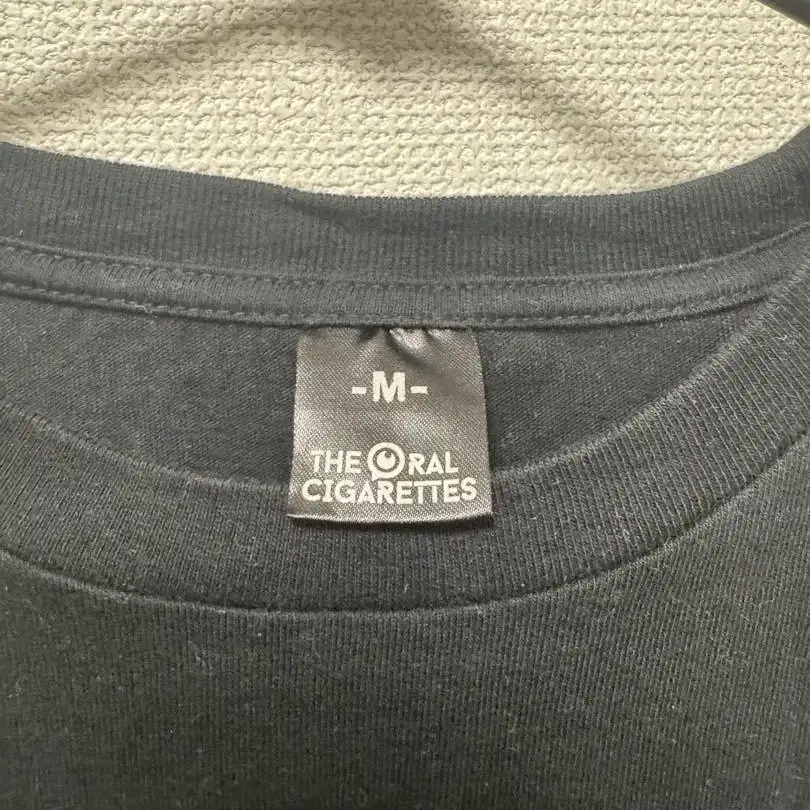 -M-
THE ORAL
CIGARETTES